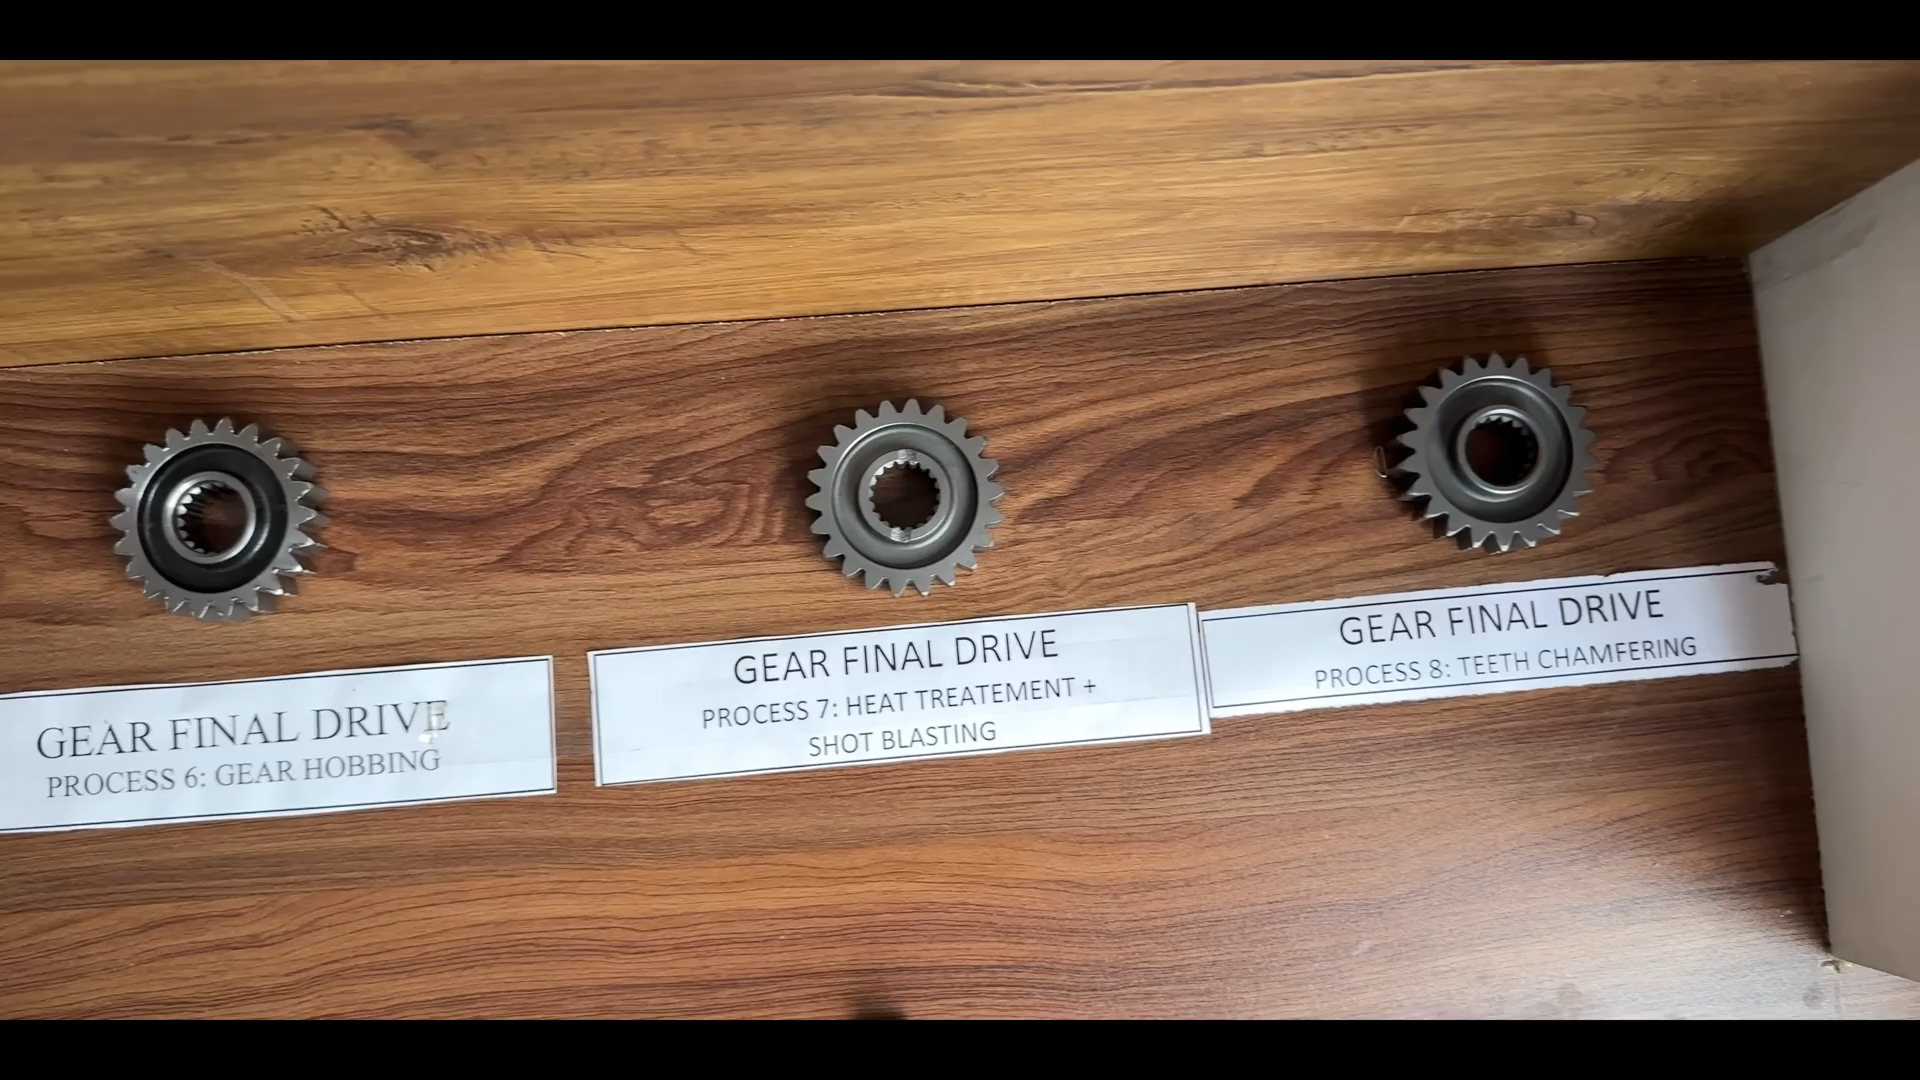 GEAR FINAL DRIVE
PROCESS 6: GEAR HOBBING
GEAR FINAL DRIVE
PROCESS 7: HEAT TREATEMENT +
SHOT BLASTING
GEAR FINAL DRIVE
PROCESS 8: TEETH CHAMFERING